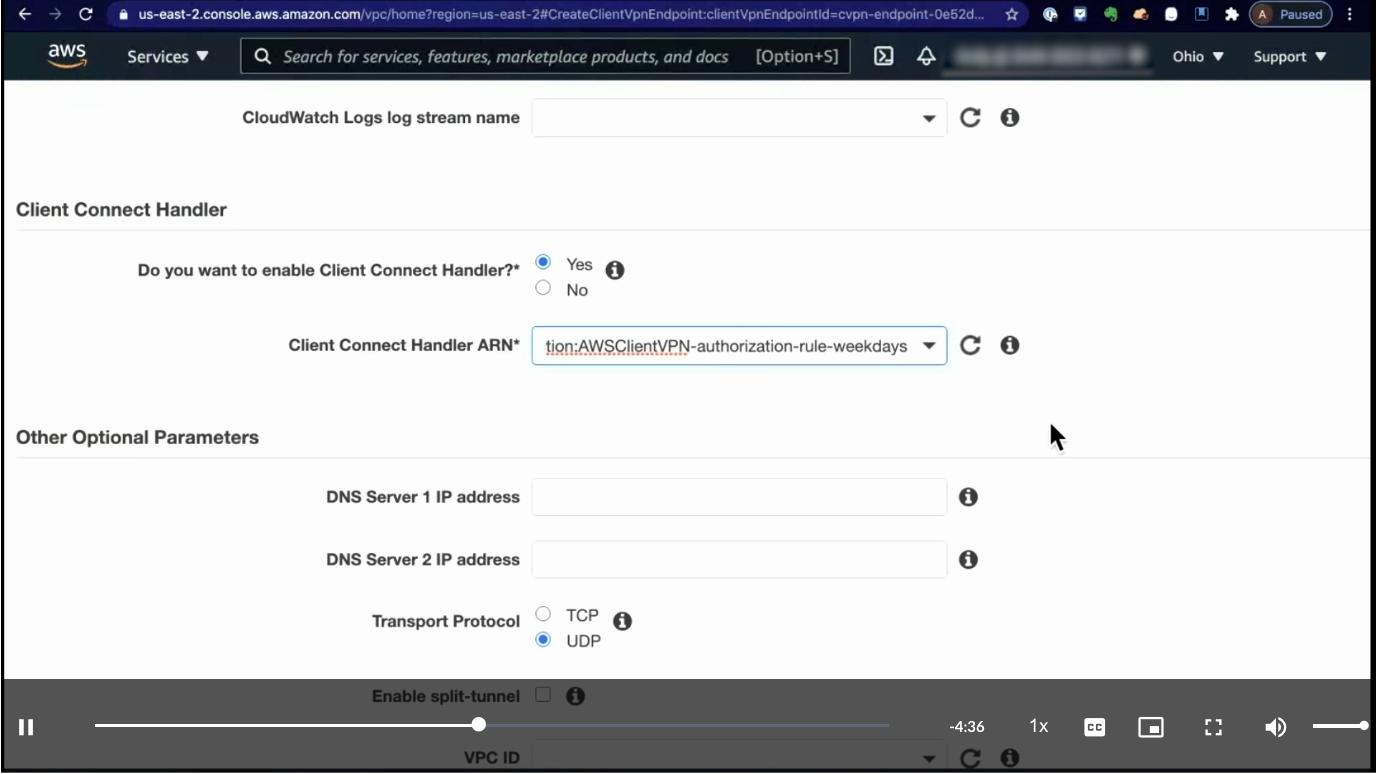 us-east-2.console.aws.amazon.com/vpc/home?region=us-east-2#CreateClientVpnEndpoint:clientVpnEndpointId=cvpn-endpoint-0e52d...
A Paused
aws Services Search for services, features, marketplace products, and docs [Option+S] Ohio Support
CloudWatch Logs log stream name
Client Connect Handler
Do you want to enable Client Connect Handler?* Yes
No
Client Connect Handler ARN* tion:AWSClientVPN-authorization-rule-weekdays
Other Optional Parameters
DNS Server 1 IP address
DNS Server 2 IP address
Transport Protocol TCP
UDP
Enable split-tunnel
-4:36 1x CC
VPC ID